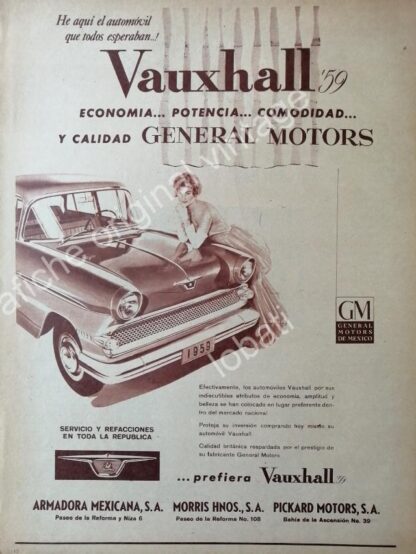 He aquí el automóvil
que todos esperaban..!
Vauxhall '59
ECONOMIA... POTENCIA... COMODIDAD...
Y CALIDAD GENERAL MOTORS
afiche original vintage
lobati
1959
GM
GENERAL
MOTORS
DE MEXICO
Efectivamente, los automóviles Vauxhall por sus
indiscutibles atributos de economía, amplitud y
belleza se han colocado en lugar preferente den-
tro del mercado nacional
Proteja su inversión comprando hoy mismo su
automóvil Vauxhall.
Calidad británica respaldada por el prestigio de
su fabricante General Motors.
SERVICIO Y REFACCIONES
EN TODA LA REPUBLICA
...prefiera Vauxhall '59
ARMADORA MEXICANA, S.A.
Paseo de la Reforma y Niza 6
MORRIS HNOS., S.A.
Paseo de la Reforma No. 108
PICKARD MOTORS, S.A.
Bahía de la Ascensión No. 39